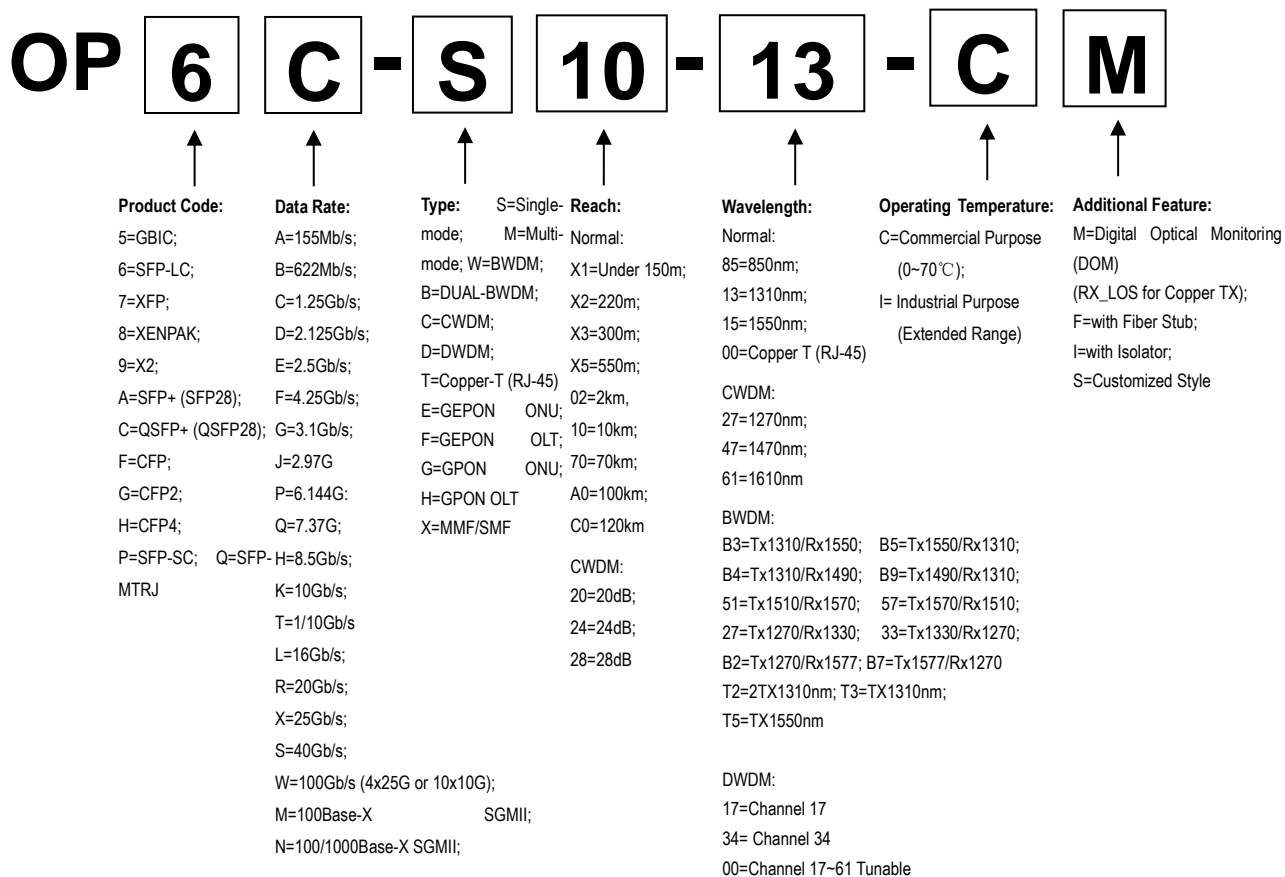 OP 6 C - S 10 - 13 - C M
Product Code:
5=GBIC;
6=SFP-LC;
7=XFP;
8=XENPAK;
9=X2;
A=SFP+ (SFP28);
C=QSFP+ (QSFP28);
F=CFP;
G=CFP2;
H=CFP4;
P=SFP-SC; Q=SFP-
MTRJ
Data Rate:
A=155Mb/s;
B=622Mb/s;
C=1.25Gb/s;
D=2.125Gb/s;
E=2.5Gb/s;
F=4.25Gb/s;
G=3.1Gb/s;
J=2.97G
P=6.144G:
Q=7.37G;
H=8.5Gb/s;
K=10Gb/s;
T=1/10Gb/s
L=16Gb/s;
R=20Gb/s;
X=25Gb/s;
S=40Gb/s;
W=100Gb/s (4x25G or 10x10G);
M=100Base-X SGMII;
N=100/1000Base-X SGMII;
Type: S=Single-
mode; M=Multi-
mode; W=BWDM;
B=DUAL-BWDM;
C=CWDM;
D=DWDM;
T=Copper-T (RJ-45)
E=GEPON ONU;
F=GEPON OLT;
G=GPON ONU;
H=GPON OLT
X=MMF/SMF
Reach:
Normal:
X1=Under 150m;
X2=220m;
X3=300m;
X5=550m;
02=2km,
10=10km;
70=70km;
A0=100km;
C0=120km
CWDM:
20=20dB;
24=24dB;
28=28dB
Wavelength:
Normal:
85=850nm;
13=1310nm;
15=1550nm;
00=Copper T (RJ-45)
CWDM:
27=1270nm;
47=1470nm;
61=1610nm
BWDM:
B3=Tx1310/Rx1550; B5=Tx1550/Rx1310;
B4=Tx1310/Rx1490; B9=Tx1490/Rx1310;
51=Tx1510/Rx1570; 57=Tx1570/Rx1510;
27=Tx1270/Rx1330; 33=Tx1330/Rx1270;
B2=Tx1270/Rx1577; B7=Tx1577/Rx1270
T2=2TX1310nm; T3=TX1310nm;
T5=TX1550nm
DWDM:
17=Channel 17
34= Channel 34
00=Channel 17~61 Tunable
Operating Temperature:
C=Commercial Purpose
(0~70℃);
I= Industrial Purpose
(Extended Range)
Additional Feature:
M=Digital Optical Monitoring
(DOM)
(RX_LOS for Copper TX);
F=with Fiber Stub;
I=with Isolator;
S=Customized Style